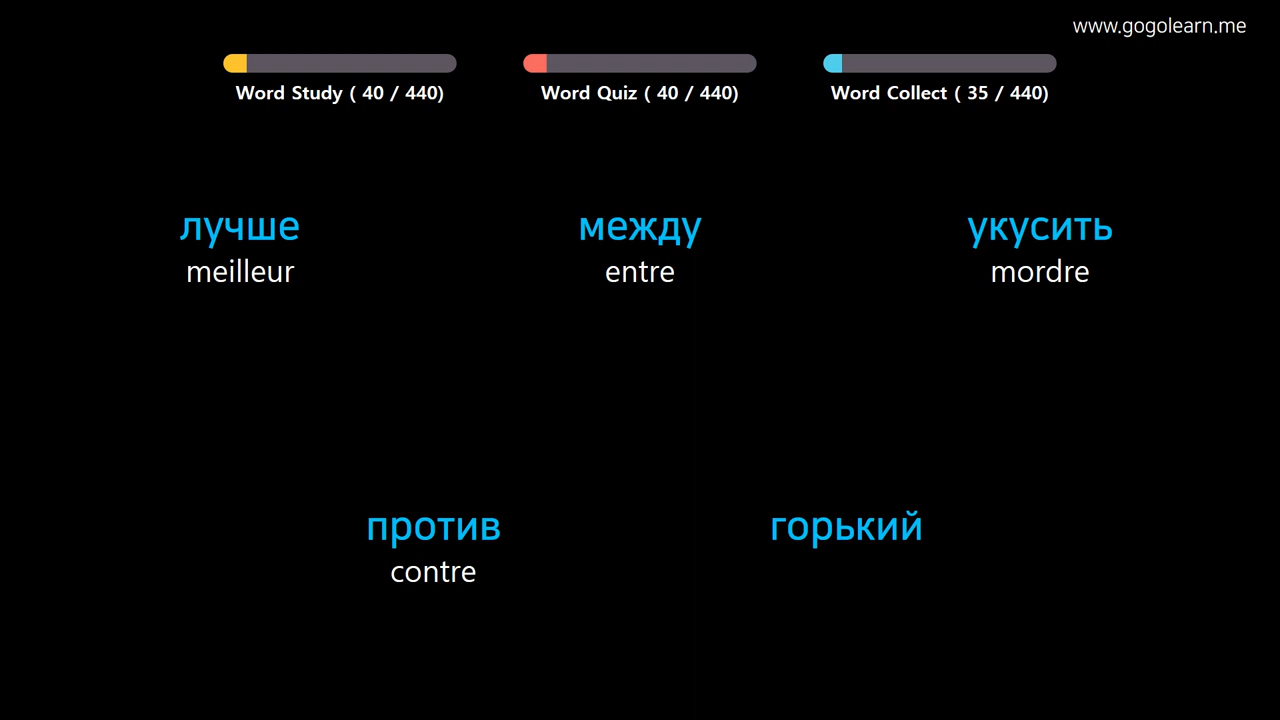 www.gogolearn.me
Word Study ( 40 / 440)
Word Quiz ( 40 / 440)
Word Collect ( 35 / 440)
лучше
meilleur
между
entre
укусить
mordre
против
contre
горький